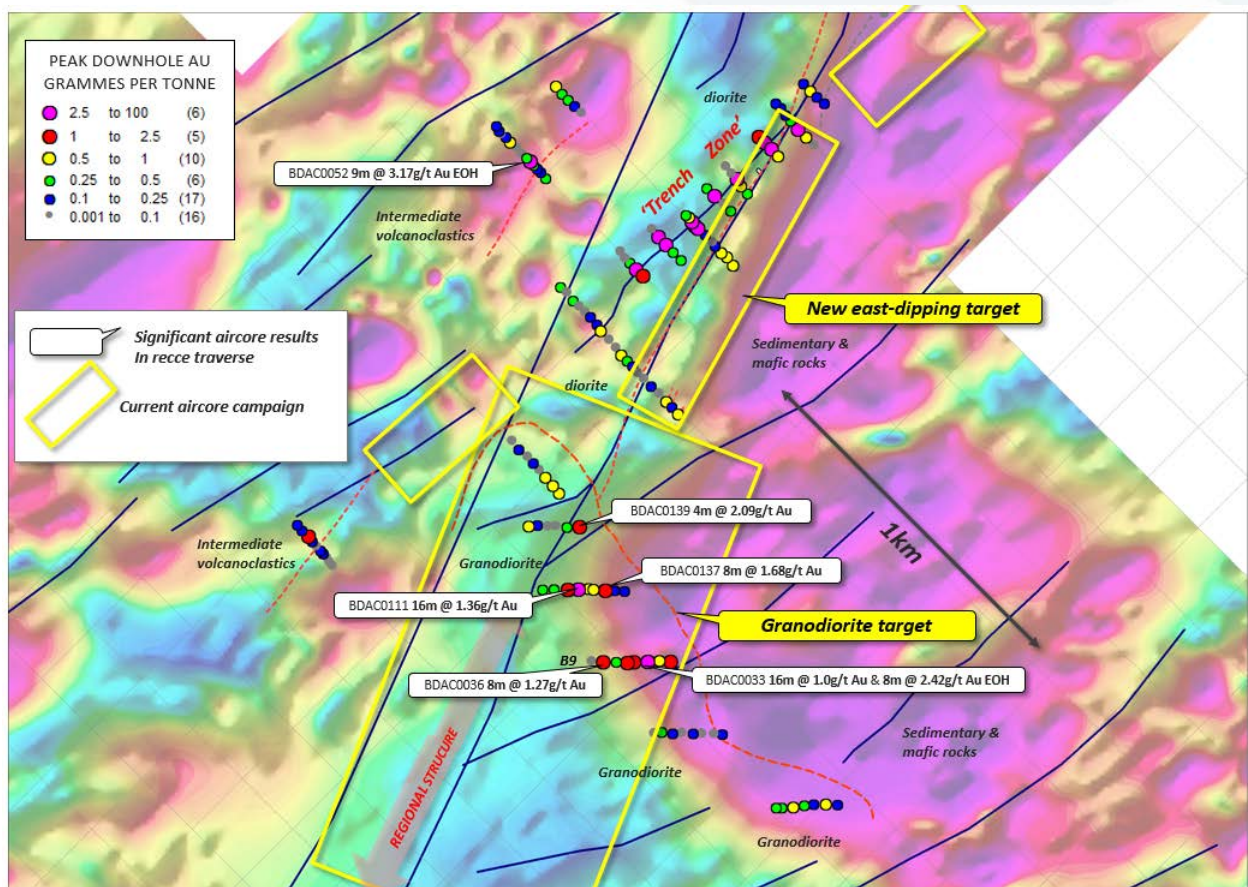 PEAK DOWNHOLE AU
GRAMMES PER TONNE
2.5 to 100 (6)
1 to 2.5 (5)
0.5 to 1 (10)
0.25 to 0.5 (6)
0.1 to 0.25 (17)
0.001 to 0.1 (16)
diorite
'Trench Zone'
BDAC0052 9m @ 3.17g/t Au EOH
Intermediate
volcanoclastics
New east-dipping target
Significant aircore results
In recce traverse
Current aircore campaign
Sedimentary &
mafic rocks
diorite
1km
BDAC0139 4m @ 2.09g/t Au
Intermediate
volcanoclastics
Granodiorite
BDAC0137 8m @ 1.68g/t Au
BDAC0111 16m @ 1.36g/t Au
Granodiorite target
B9
BDAC0036 8m @ 1.27g/t Au
BDAC0033 16m @ 1.0g/t Au & 8m @ 2.42g/t Au EOH
REGIONAL STRUCURE
Sedimentary &
mafic rocks
Granodiorite
Granodiorite